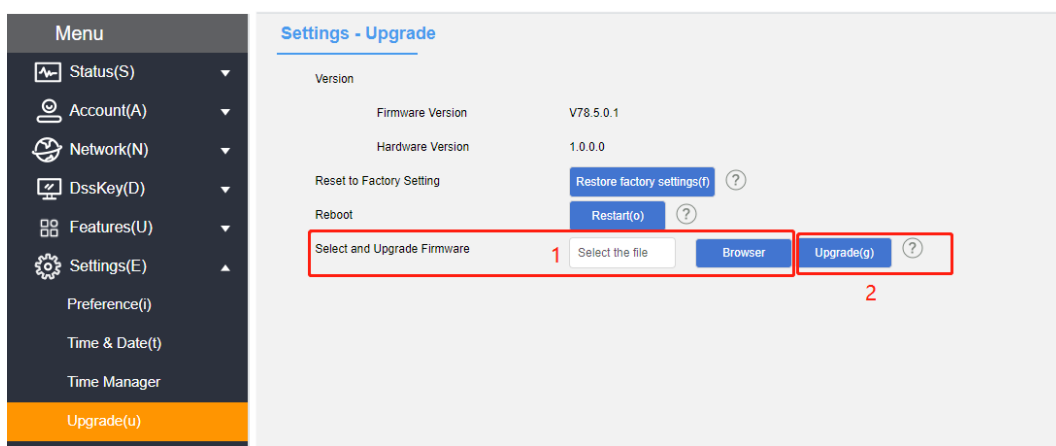 Menu
Status(S)
Account(A)
Network(N)
DssKey(D)
Features(U)
Settings(E)
Preference(i)
Time & Date(t)
Time Manager
Upgrade(u)
Settings - Upgrade
Version
Firmware Version V78.5.0.1
Hardware Version 1.0.0.0
Reset to Factory Setting Restore factory settings(f) ?
Reboot Restart(o) ?
Select and Upgrade Firmware 1 Select the file Browser Upgrade(g) ?
2